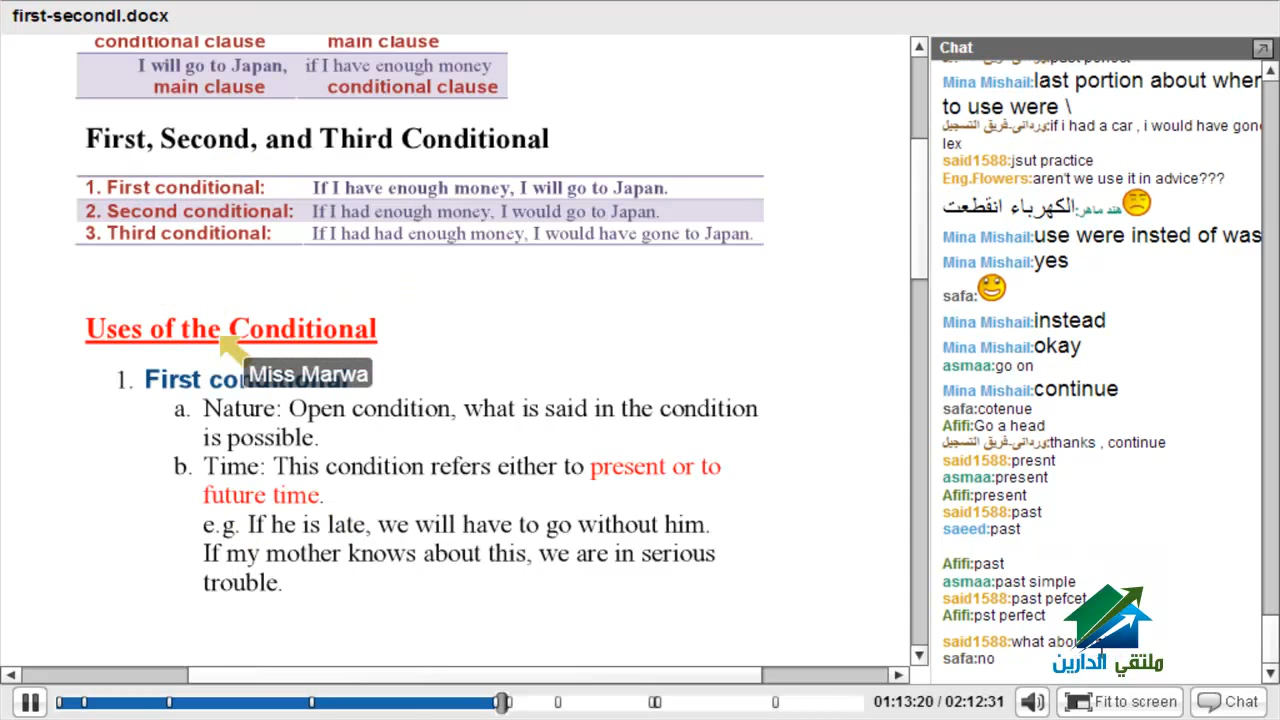 first-secondl.docx
conditional clause main clause
I will go to Japan, if I have enough money
main clause conditional clause
First, Second, and Third Conditional
1. First conditional: If I have enough money, I will go to Japan.
2. Second conditional: If I had enough money, I would go to Japan.
3. Third conditional: If I had had enough money, I would have gone to Japan.
Uses of the Conditional
Miss Marwa
1. First
a. Nature: Open condition, what is said in the condition
is possible.
b. Time: This condition refers either to present or to
future time.
e.g. If he is late, we will have to go without him.
If my mother knows about this, we are in serious
trouble.
Chat
Mina Mishail:last portion about when
to use were \
ورداني-فريق التسجيل:if i had a car , i would have gone
lex
said1588:jsut practice
Eng.Flowers:aren't we use it in advice???
هند ماهر:الكهرباء انقطعت
Mina Mishail:use were insted of was
Mina Mishail:yes
safa:
Mina Mishail:instead
Mina Mishail:okay
asmaa:go on
Mina Mishail:continue
safa:cotenue
Afifi:Go a head
ورداني-فريق التسجيل:thanks , continue
said1588:presnt
asmaa:present
Afifi:present
said1588:past
saeed:past
Afifi:past
asmaa:past simple
said1588:past pefcet
Afifi:pst perfect
said1588:what
safa:no
ملتقي الدارين
01:13:20 / 02:12:31 Fit to screen Chat